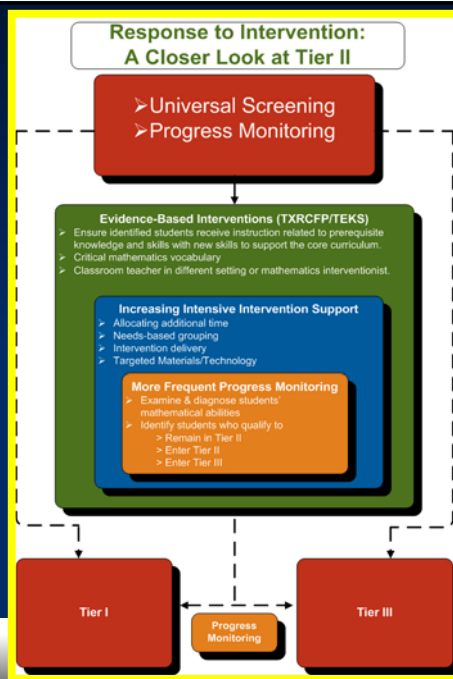 Response to Intervention:
A Closer Look at Tier II
➢Universal Screening
➢Progress Monitoring
Evidence-Based Interventions (TXRCFP/TEKS)
➢ Ensure identified students receive instruction related to prerequisite
knowledge and skills with new skills to support the core curriculum.
➢ Critical mathematics vocabulary
➢ Classroom teacher in different setting or mathematics interventionist.
Increasing Intensive Intervention Support
➢ Allocating additional time
➢ Needs-based grouping
➢ Intervention delivery
➢ Targeted Materials/Technology
More Frequent Progress Monitoring
➢ Examine & diagnose students'
mathematical abilities
➢ Identify students who qualify to
> Remain in Tier II
> Enter Tier II
> Enter Tier III
Tier I
Tier III
Progress
Monitoring